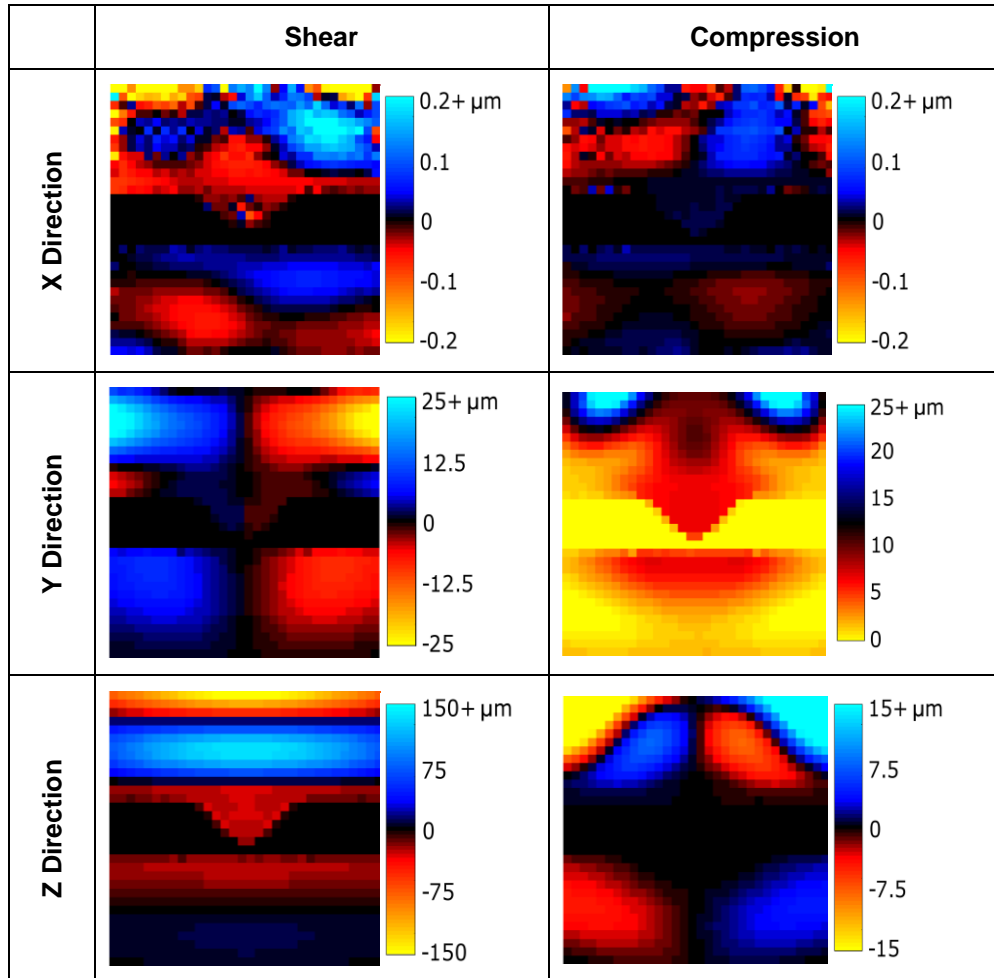 Shear
Compression
X Direction
0.2+ µm
0.1
0
-0.1
-0.2
0.2+ µm
0.1
0
-0.1
-0.2
Y Direction
25+ µm
12.5
0
-12.5
-25
25+ µm
20
15
10
5
0
Z Direction
150+ µm
75
0
-75
-150
15+ µm
7.5
0
-7.5
-15